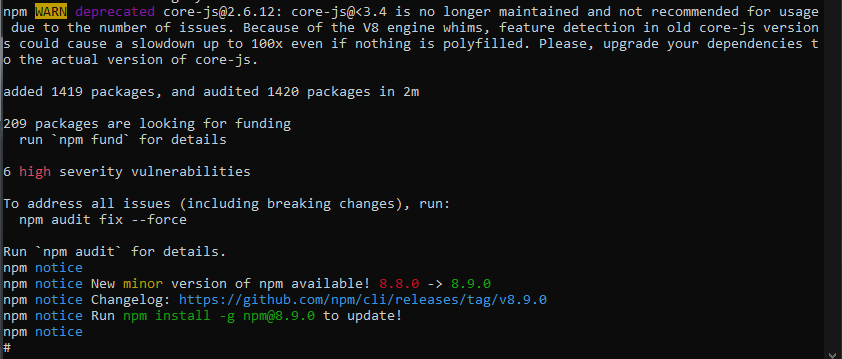 npm WARN deprecated core-js@2.6.12: core-js@<3.4 is no longer maintained and not recommended for usage
 due to the number of issues. Because of the V8 engine whims, feature detection in old core-js version
s could cause a slowdown up to 100x even if nothing is polyfilled. Please, upgrade your dependencies t
o the actual version of core-js.
added 1419 packages, and audited 1420 packages in 2m
209 packages are looking for funding
  run `npm fund` for details
6 high severity vulnerabilities
To address all issues (including breaking changes), run:
  npm audit fix --force
Run `npm audit` for details.
npm notice
npm notice New minor version of npm available! 8.8.0 -> 8.9.0
npm notice Changelog: https://github.com/npm/cli/releases/tag/v8.9.0
npm notice Run npm install -g npm@8.9.0 to update!
npm notice
#